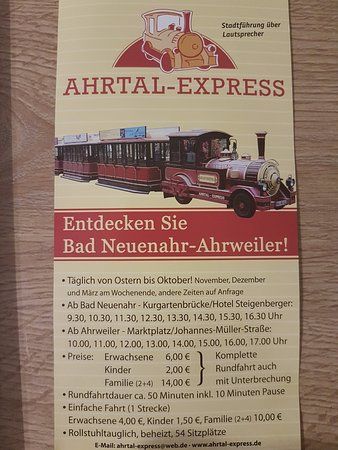 Stadtführung über
Lautsprecher
AHRTAL-EXPRESS
AHRTAL - EXPRESS
Entdecken Sie
Bad Neuenahr-Ahrweiler!
• Täglich von Ostern bis Oktober! November, Dezember
und März am Wochenende, andere Zeiten auf Anfrage
• Ab Bad Neuenahr - Kurgartenbrücke/Hotel Steigenberger:
9.30, 10.30, 11.30, 12.30, 13.30, 14.30, 15.30, 16.30 Uhr
• Ab Ahrweiler - Marktplatz/Johannes-Müller-Straße:
10.00, 11.00, 12.00, 13.00, 14.00, 15.00, 16.00, 17.00 Uhr
• Preise: Erwachsene 6,00 € } Komplette
Kinder 2,00 € Rundfahrt auch
Familie (2+4) 14,00 € mit Unterbrechung
• Rundfahrtdauer ca. 50 Minuten inkl. 10 Minuten Pause
• Einfache Fahrt (1 Strecke)
Erwachsene 4,00 €, Kinder 1,50 €, Familie (2+4) 10,00 €
• Rollstuhltauglich, beheizt, 54 Sitzplätze
E-Mail: ahrtal-express@web.de - www.ahrtal-express.de